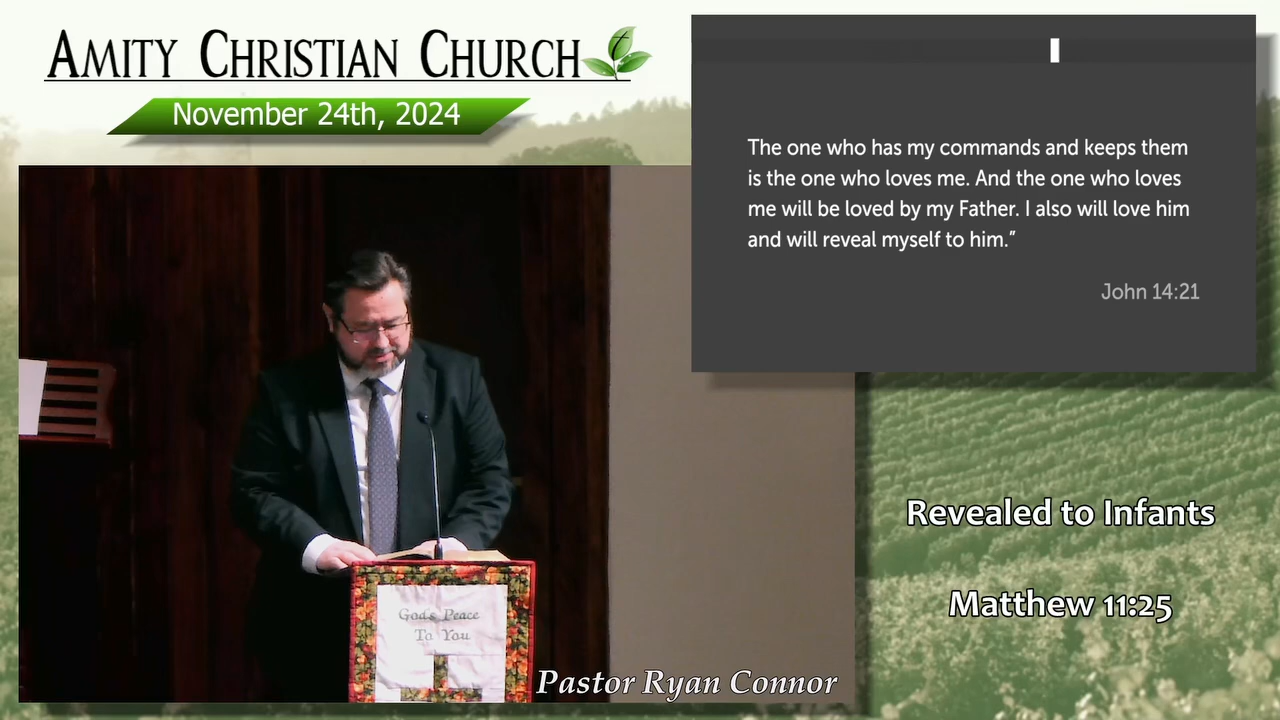 Amity Christian Church
November 24th, 2024
The one who has my commands and keeps them
is the one who loves me. And the one who loves
me will be loved by my Father. I also will love him
and will reveal myself to him.”
John 14:21
Revealed to Infants
Matthew 11:25
God's Peace
To You
Pastor Ryan Connor